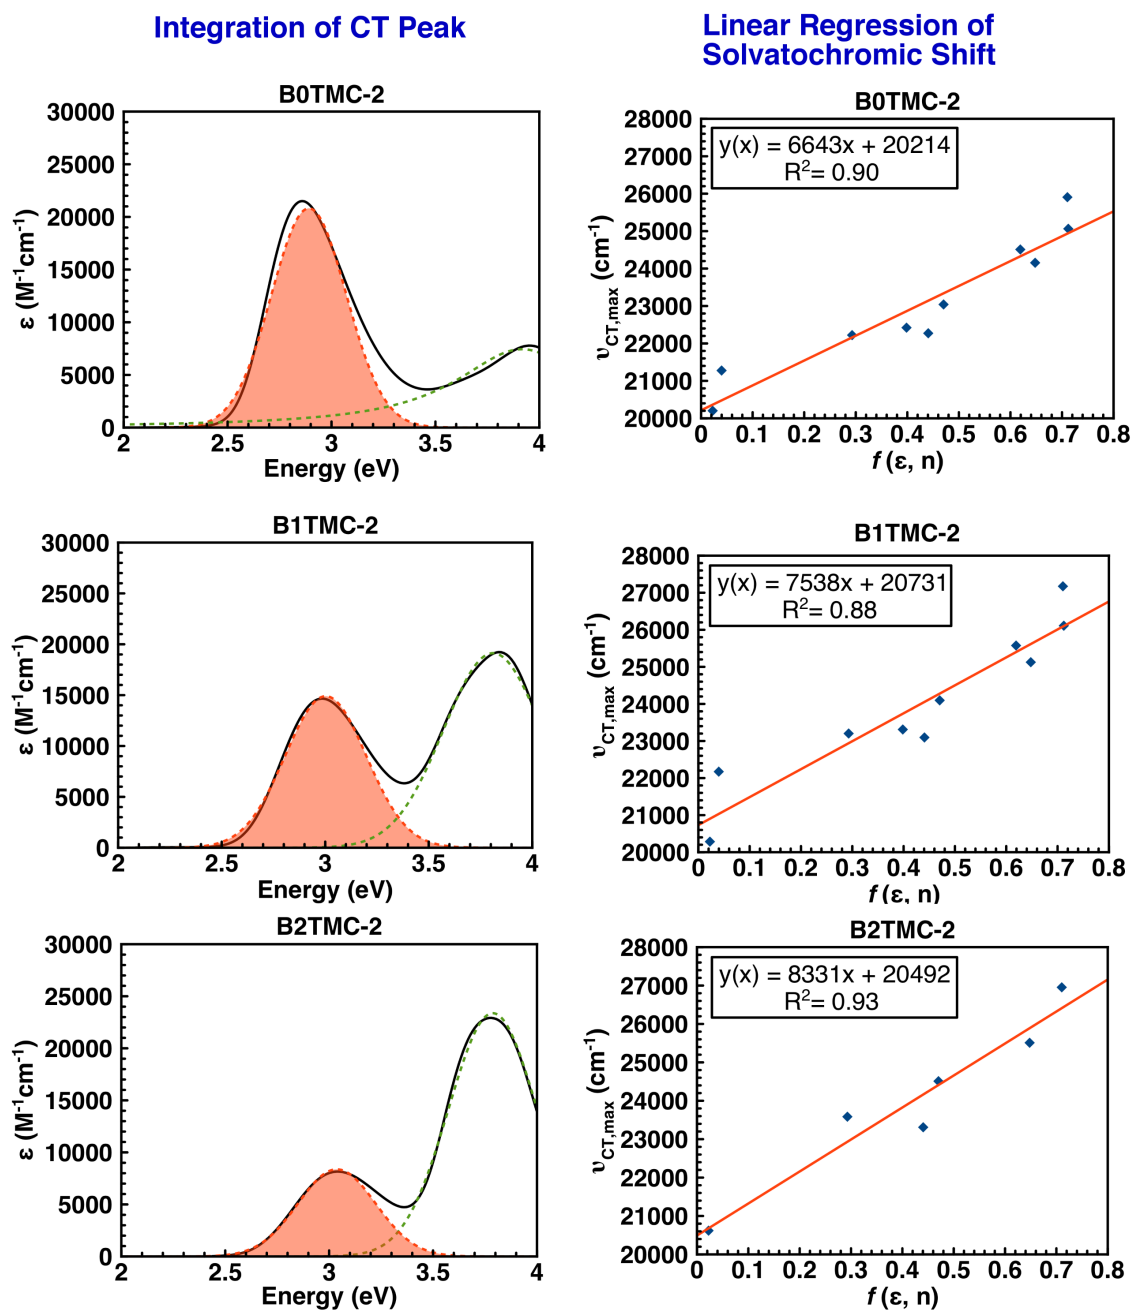 Integration of CT Peak
Linear Regression of
Solvatochromic Shift
B0TMC-2
30000
25000
20000
15000
10000
5000
0
ε (M⁻¹cm⁻¹)
2 2.5 3 3.5 4
Energy (eV)
B0TMC-2
28000
27000
26000
25000
24000
23000
22000
21000
20000
υCT,max (cm⁻¹)
y(x) = 6643x + 20214
R²= 0.90
0 0.1 0.2 0.3 0.4 0.5 0.6 0.7 0.8
f (ε, n)
B1TMC-2
30000
25000
20000
15000
10000
5000
0
ε (M⁻¹cm⁻¹)
2 2.5 3 3.5 4
Energy (eV)
B1TMC-2
28000
27000
26000
25000
24000
23000
22000
21000
20000
υCT,max (cm⁻¹)
y(x) = 7538x + 20731
R²= 0.88
0 0.1 0.2 0.3 0.4 0.5 0.6 0.7 0.8
f (ε, n)
B2TMC-2
30000
25000
20000
15000
10000
5000
0
ε (M⁻¹cm⁻¹)
2 2.5 3 3.5 4
Energy (eV)
B2TMC-2
28000
27000
26000
25000
24000
23000
22000
21000
20000
υCT,max (cm⁻¹)
y(x) = 8331x + 20492
R²= 0.93
0 0.1 0.2 0.3 0.4 0.5 0.6 0.7 0.8
f (ε, n)